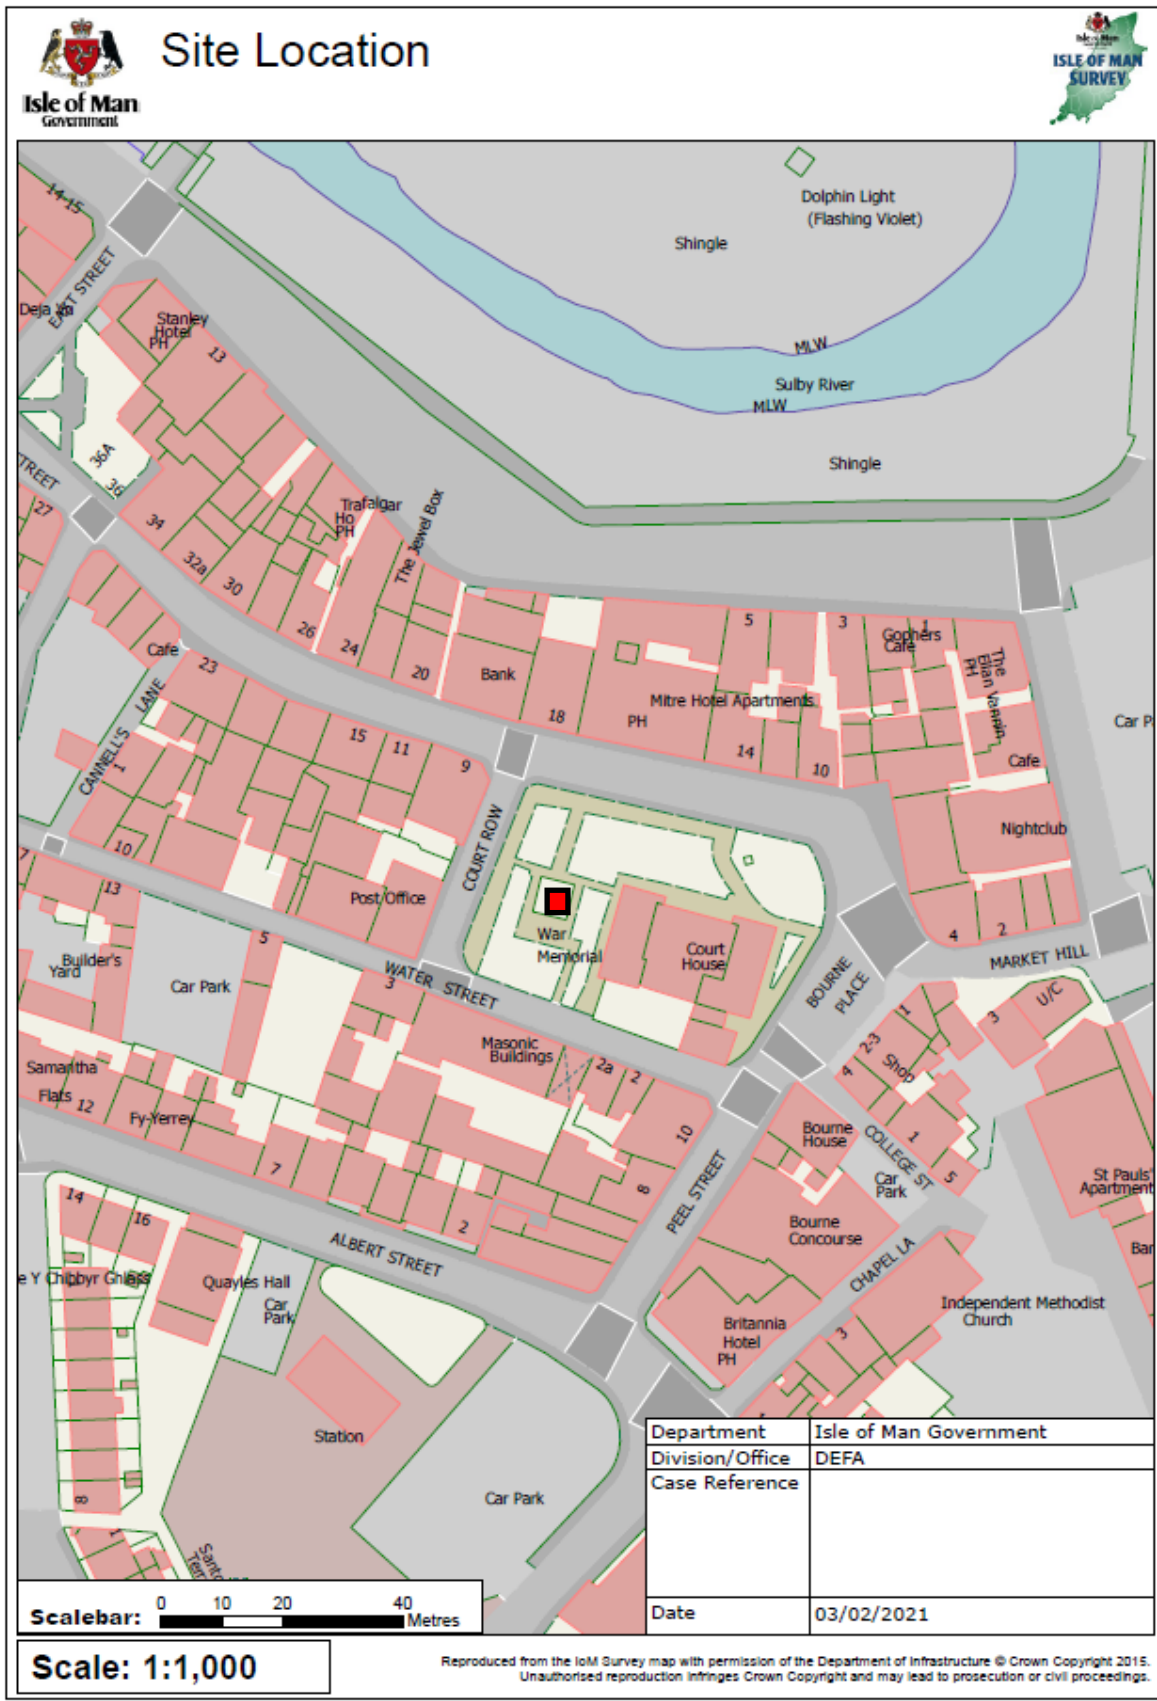 Isle of Man
Government
Site Location
Isle of Man
ISLE OF MAN
SURVEY
14-15
EAST STREET
Stanley
Hotel
PH
13
Dolphin Light
(Flashing Violet)
Shingle
MLW
Sulby River
MLW
Shingle
36A
36
27
34
32a
30
26
24
20
Trafalgar
Ho
PH
The Jewel Box
Bank
18
PH
Mitre Hotel Apartments
5
3
1
Gophers
Cafe
The
Ellan Vannin
PH
14
10
Cafe
Nightclub
Cafe
23
CANNELL'S LANE
1
15
11
9
10
Post Office
COURT ROW
War
Memorial
Court
House
4
2
MARKET HILL
BOURNE
PLACE
13
Builder's
Yard
Car Park
5
WATER STREET
3
Masonic
Buildings
2a
2
10
8
Samantha
Flats
12
Fy-Yerrey
7
2
ALBERT STREET
PEEL STREET
1
2-3
4
Shop
1
5
3
U/C
COLLEGE ST
Bourne
House
Car
Park
Bourne
Concourse
CHAPEL LA
St Pauls'
Independent Methodist
Church
3
Britannia
Hotel
PH
14
16
Quayles Hall
Car
Park
Station
Car Park
8
1
Department
Isle of Man Government
Division/Office
DEFA
Case Reference
Date
03/02/2021
Scalebar:
0 10 20 40
Metres
Scale: 1:1,000
Reproduced from the IoM Survey map with permission of the Department of Infrastructure © Crown Copyright 2015.
Unauthorised reproduction infringes Crown Copyright and may lead to prosecution or civil proceedings.